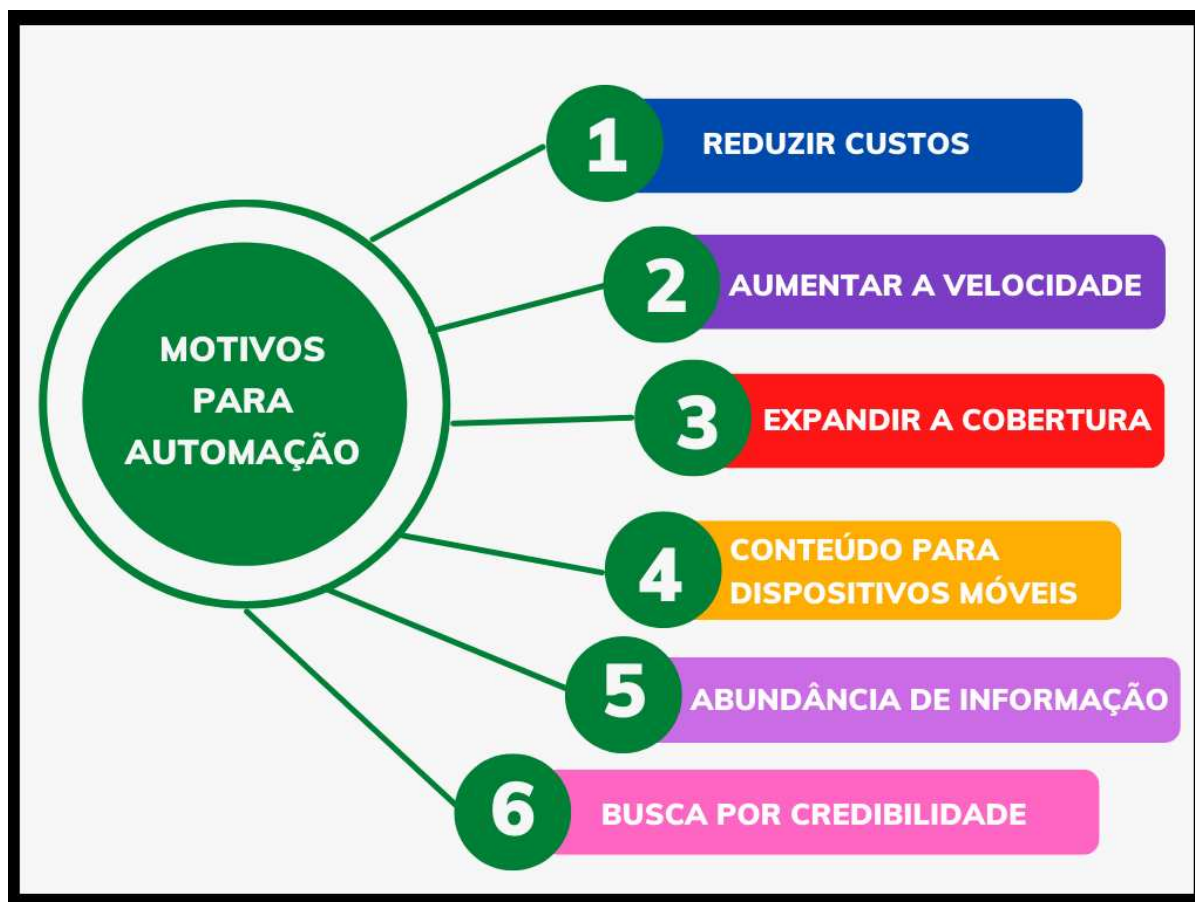 MOTIVOS
PARA
AUTOMAÇÃO
1
REDUZIR CUSTOS
2
AUMENTAR A VELOCIDADE
3
EXPANDIR A COBERTURA
4
CONTEÚDO PARA
DISPOSITIVOS MÓVEIS
5
ABUNDÂNCIA DE INFORMAÇÃO
6
BUSCA POR CREDIBILIDADE